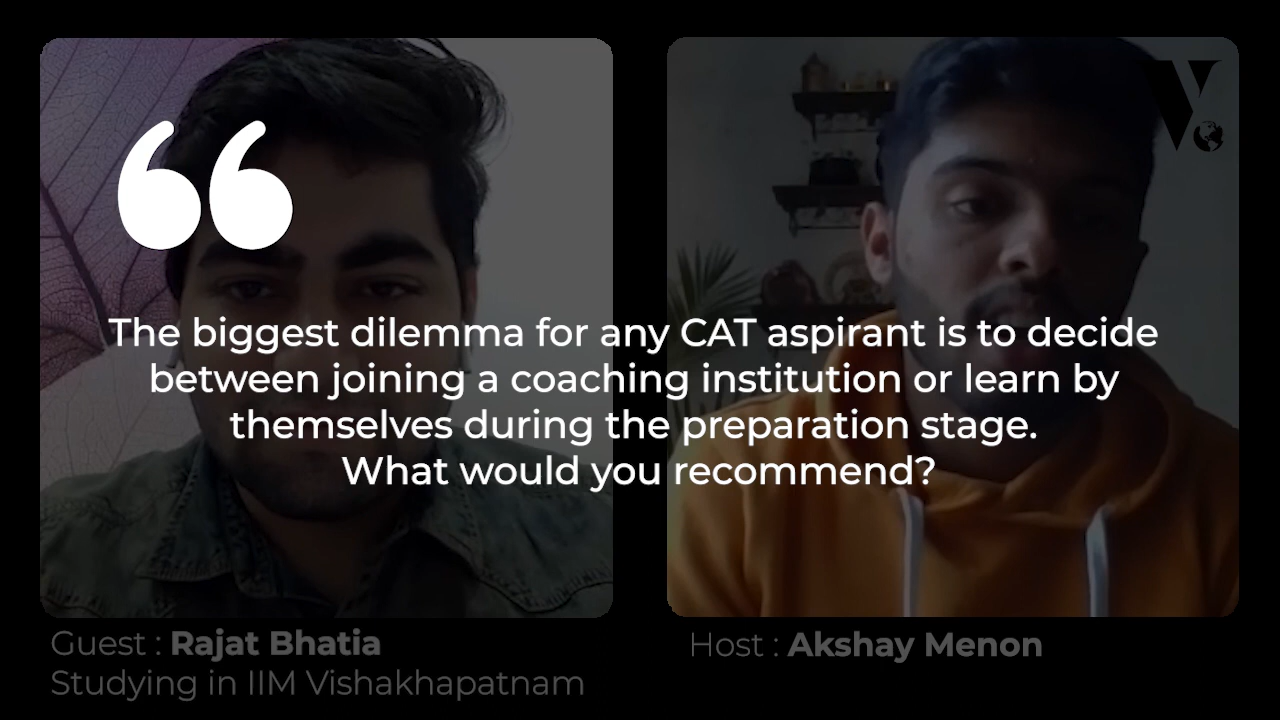 The biggest dilemma for any CAT aspirant is to decide
between joining a coaching institution or learn by
themselves during the preparation stage.
What would you recommend?
Guest : Rajat Bhatia
Studying in IIM Vishakhapatnam
Host : Akshay Menon